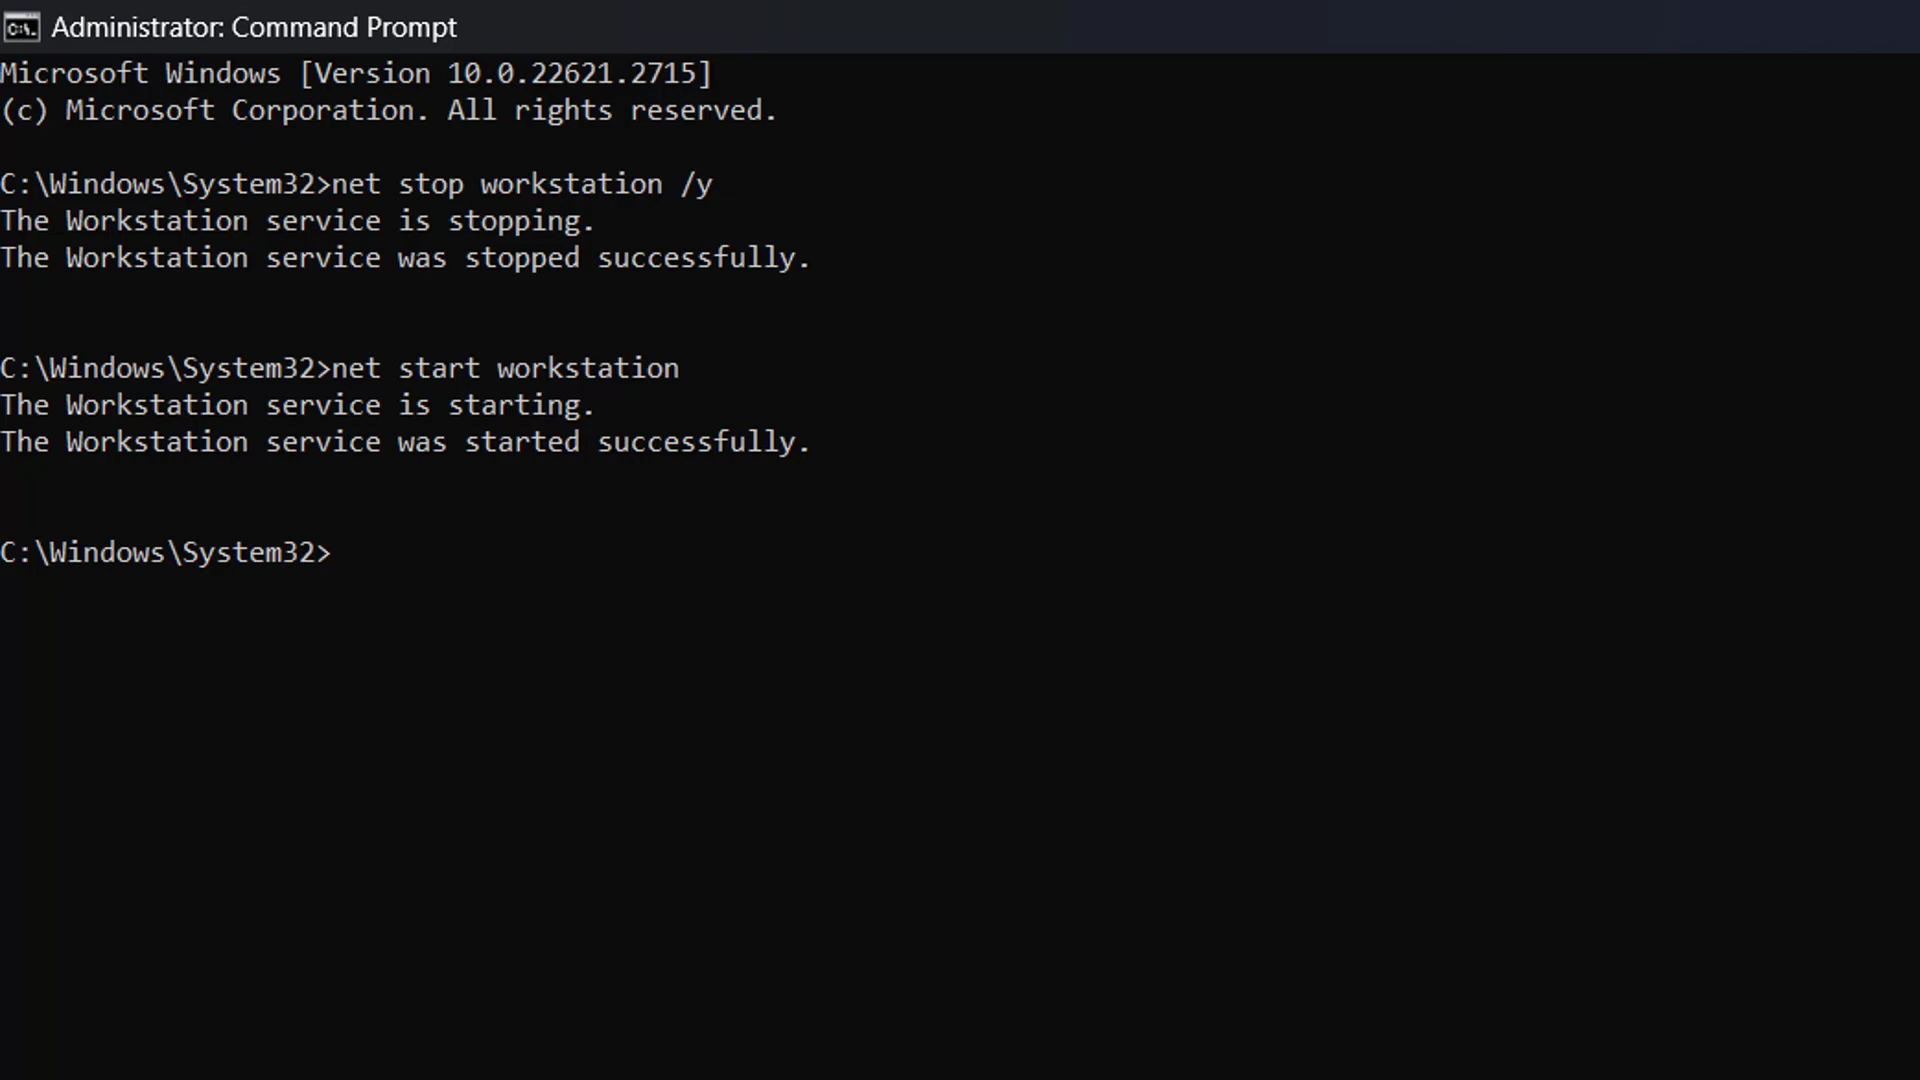 Administrator: Command Prompt
Microsoft Windows [Version 10.0.22621.2715]
(c) Microsoft Corporation. All rights reserved.
C:\Windows\System32>net stop workstation /y
The Workstation service is stopping.
The Workstation service was stopped successfully.
C:\Windows\System32>net start workstation
The Workstation service is starting.
The Workstation service was started successfully.
C:\Windows\System32>